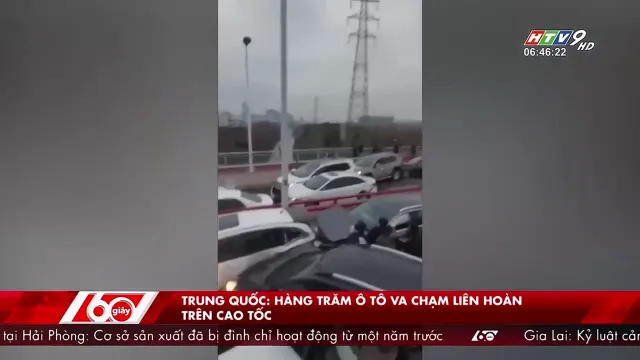 HTV9 HD
06:46:22
60 giây
TRUNG QUỐC: HÀNG TRĂM Ô TÔ VA CHẠM LIÊN HOÀN
TRÊN CAO TỐC
tại Hải Phòng: Cơ sở sản xuất đã bị đình chỉ hoạt động từ một năm trước 60 Gia Lai: Kỷ luật cản